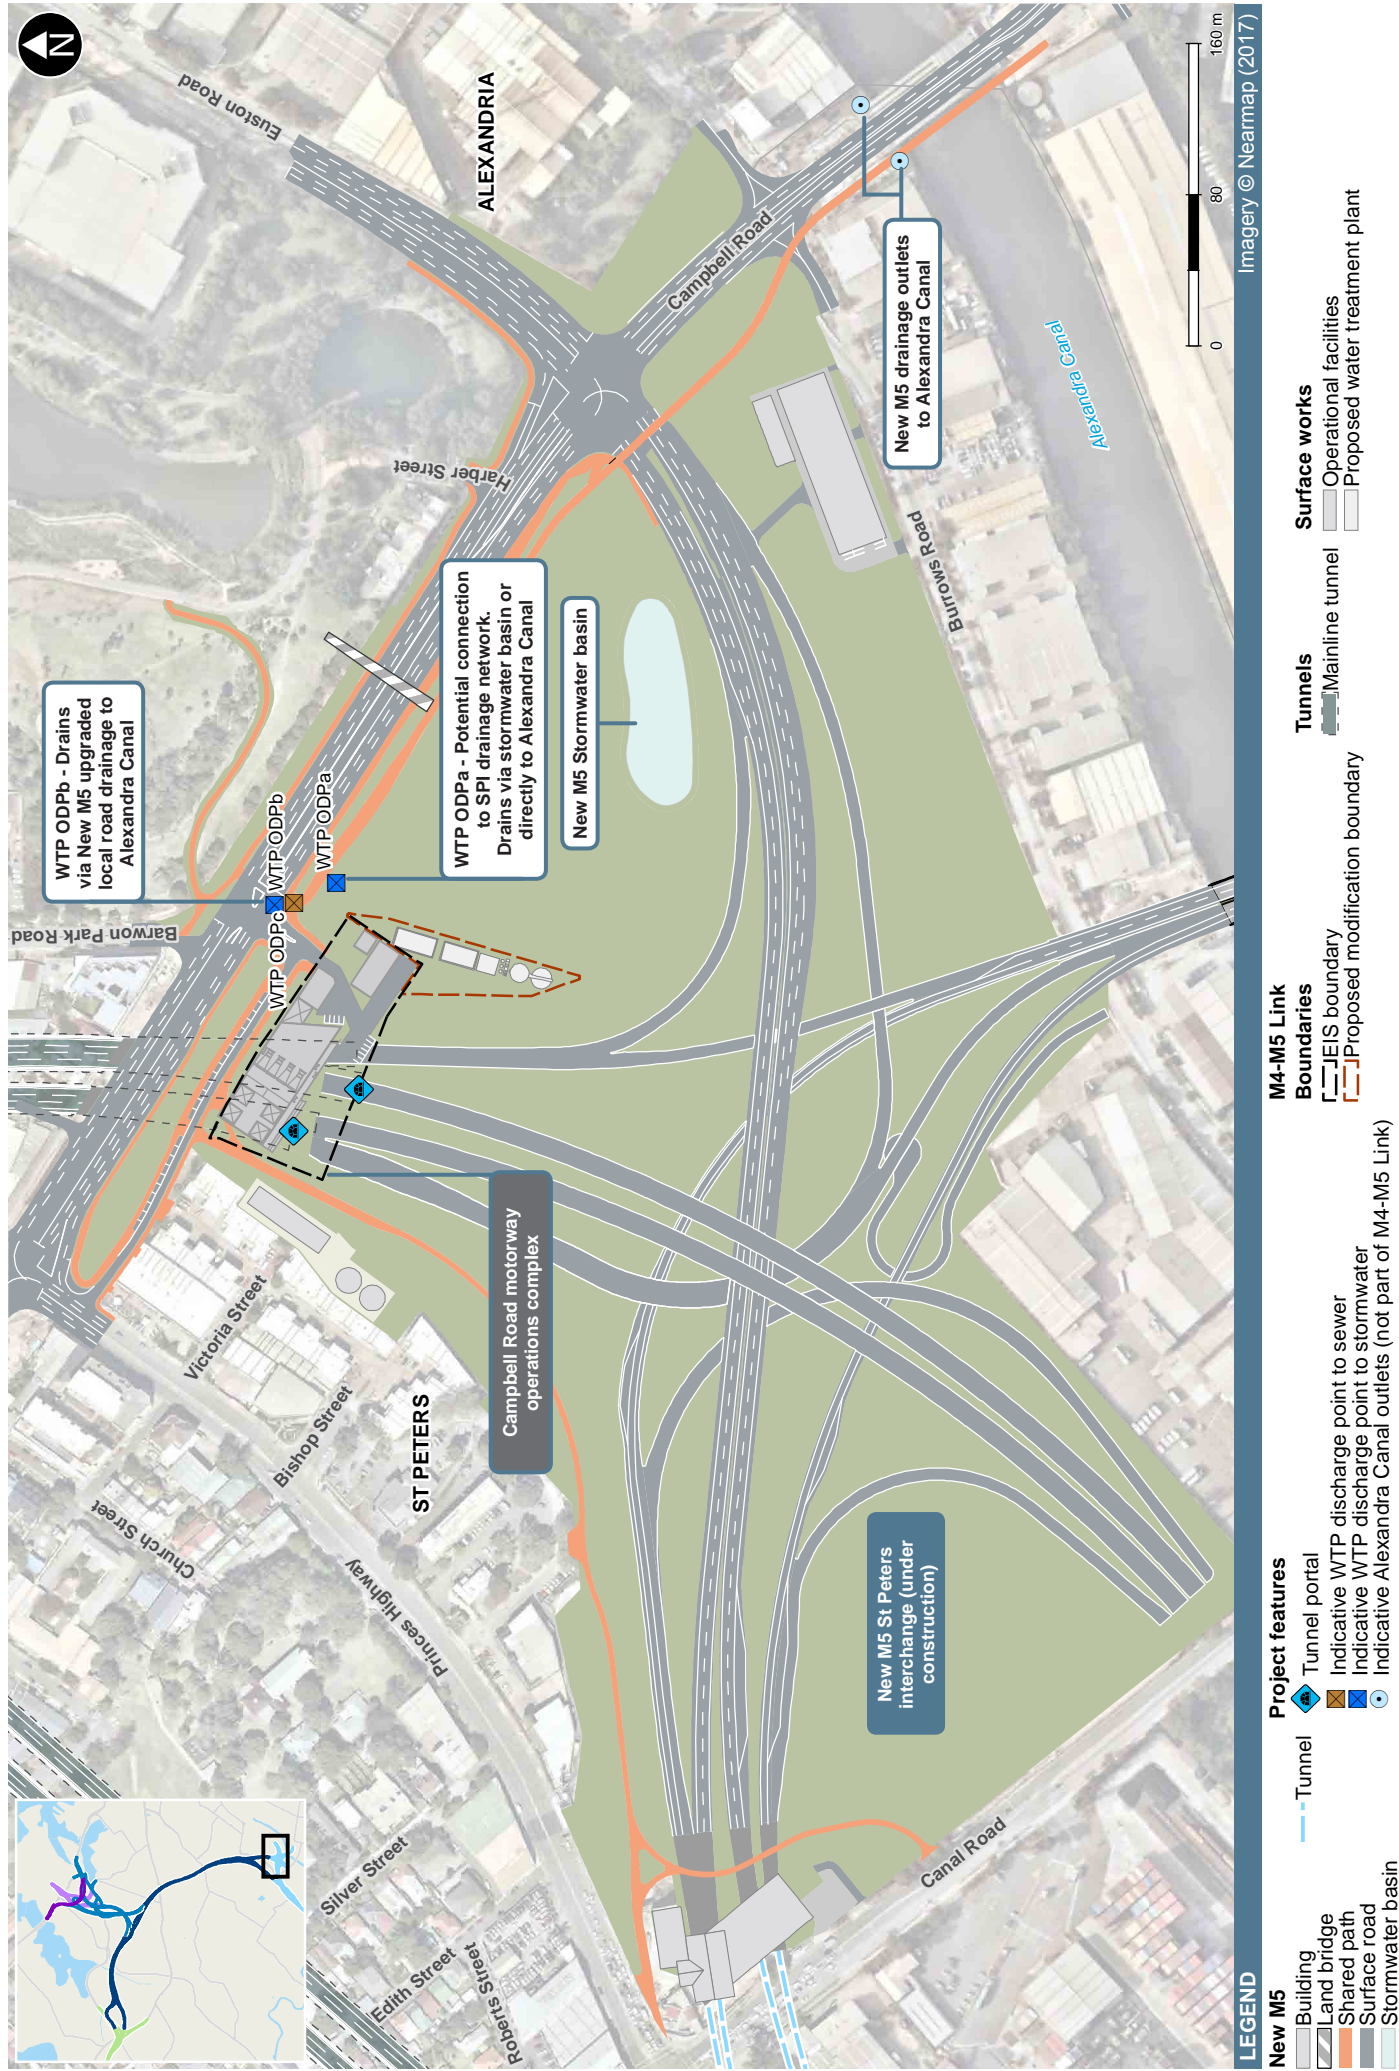 N
Euston Road
ALEXANDRIA
Campbell Road
Harber Street
WTP ODPb - Drains
via New M5 upgraded
local road drainage to
Alexandra Canal
Barwon Park Road
WTP ODPb
WTP ODPa
WTP ODPc
WTP ODPa - Potential connection
to SPI drainage network.
Drains via stormwater basin or
directly to Alexandra Canal
New M5 Stormwater basin
New M5 drainage outlets
to Alexandra Canal
Burrows Road
Alexandra Canal
Campbell Road motorway
operations complex
Victoria Street
Bishop Street
ST PETERS
Church Street
Princes Highway
New M5 St Peters
interchange (under
construction)
Silver Street
Edith Street
Roberts Street
Canal Road
0
80
160 m
LEGEND
Imagery © Nearmap (2017)
New M5
Building
Land bridge
Shared path
Surface road
Stormwater basin
Tunnel
Project features
Tunnel portal
Indicative WTP discharge point to sewer
Indicative WTP discharge point to stormwater
Indicative Alexandra Canal outlets (not part of M4-M5 Link)
M4-M5 Link
Boundaries
EIS boundary
Proposed modification boundary
Tunnels
Mainline tunnel
Surface works
Operational facilities
Proposed water treatment plant